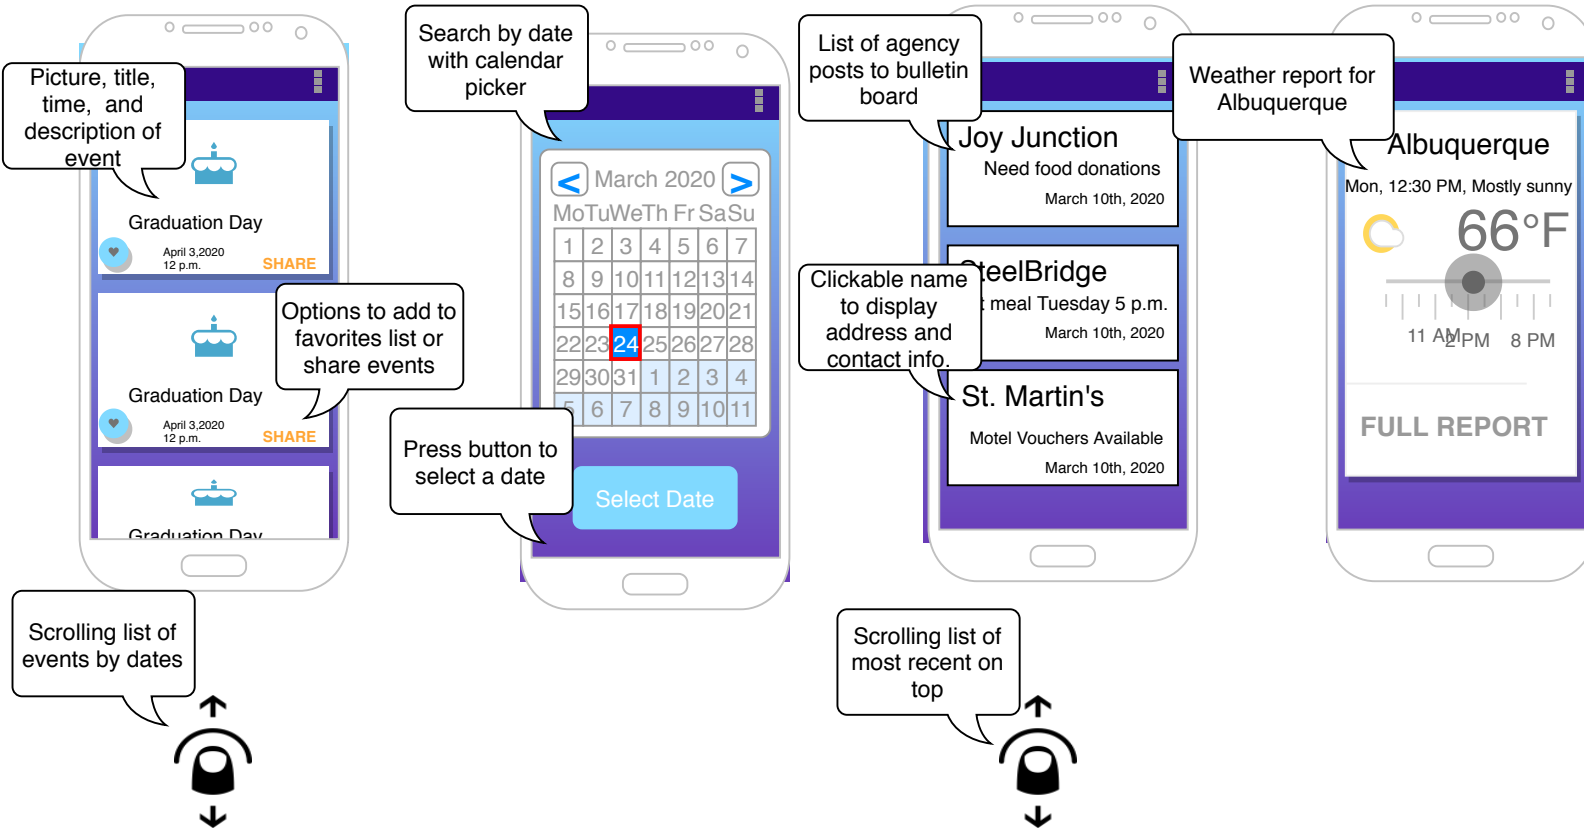 Picture, title,
time, and
description of
event
Graduation Day
April 3,2020
12 p.m.
SHARE
Options to add to
favorites list or
share events
Graduation Day
April 3,2020
12 p.m.
SHARE
Graduation Day
Scrolling list of
events by dates
Search by date
with calendar
picker
< March 2020 >
MoTuWeTh Fr SaSu
1 2 3 4 5 6 7
8 9 10 11 12 13 14
15 16 17 18 19 20 21
22 23 24 25 26 27 28
29 30 31 1 2 3 4
5 6 7 8 9 10 11
Press button to
select a date
Select Date
List of agency
posts to bulletin
board
Joy Junction
Need food donations
March 10th, 2020
Clickable name
to display
address and
contact info.
SteelBridge
meal Tuesday 5 p.m.
March 10th, 2020
St. Martin's
Motel Vouchers Available
March 10th, 2020
Scrolling list of
most recent on
top
Weather report for
Albuquerque
Albuquerque
Mon, 12:30 PM, Mostly sunny
66°F
11 AM 2 PM 8 PM
FULL REPORT